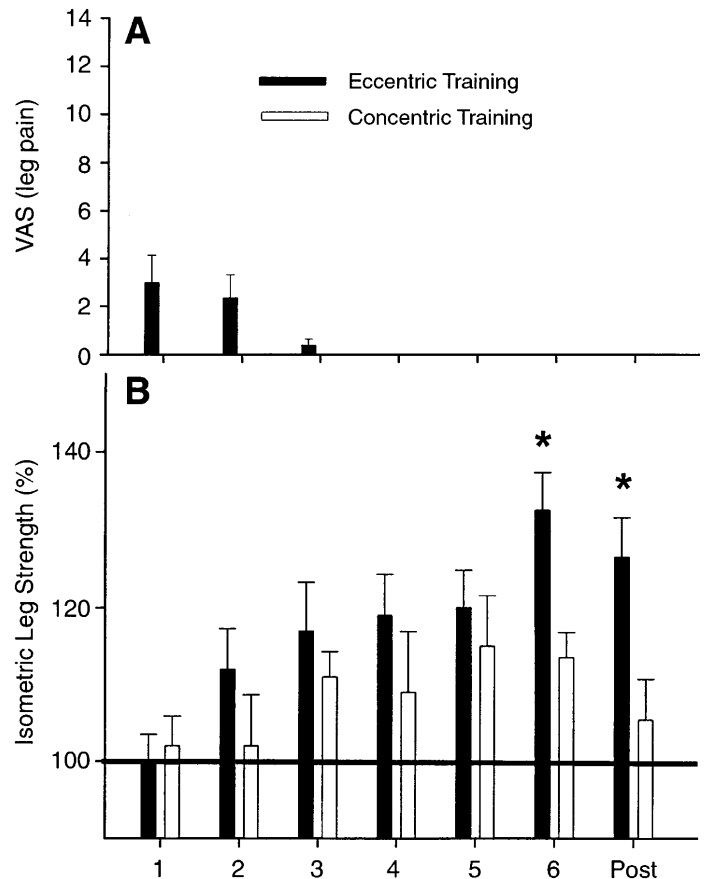 A
14
12
10
8
6
4
2
0
VAS (leg pain)
Eccentric Training
Concentric Training
B
140
120
100
Isometric Leg Strength (%)
*
*
1 2 3 4 5 6 Post